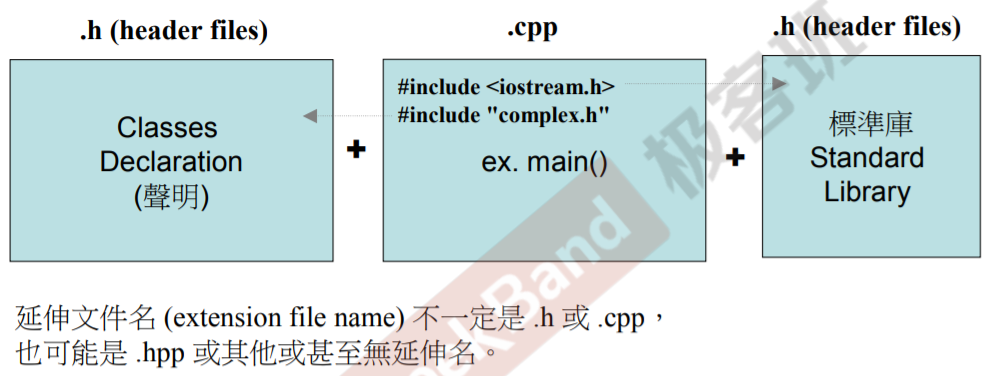 .h (header files)
.cpp
.h (header files)
Classes
Declaration
(聲明)
+
#include <iostream.h>
#include "complex.h"
ex. main()
+
標準庫
Standard
Library
延伸文件名 (extension file name) 不一定是 .h 或 .cpp，
也可能是 .hpp 或其他或甚至無延伸名。
eekBand 极客班